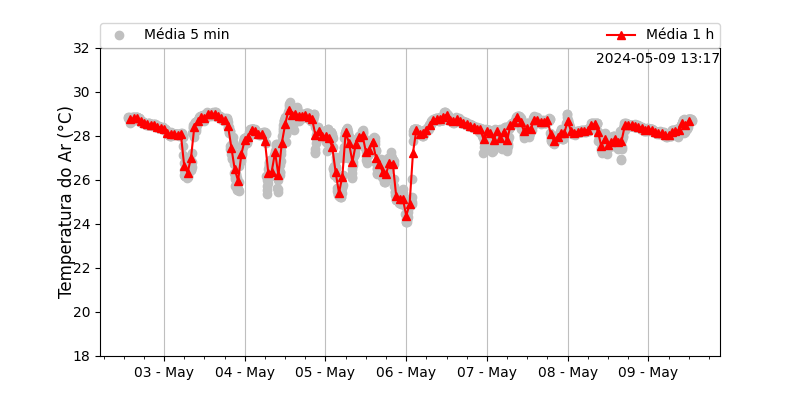 Média 5 min
Média 1 h
2024-05-09 13:17
Temperatura do Ar (°C)
32
30
28
26
24
22
20
18
03 - May
04 - May
05 - May
06 - May
07 - May
08 - May
09 - May